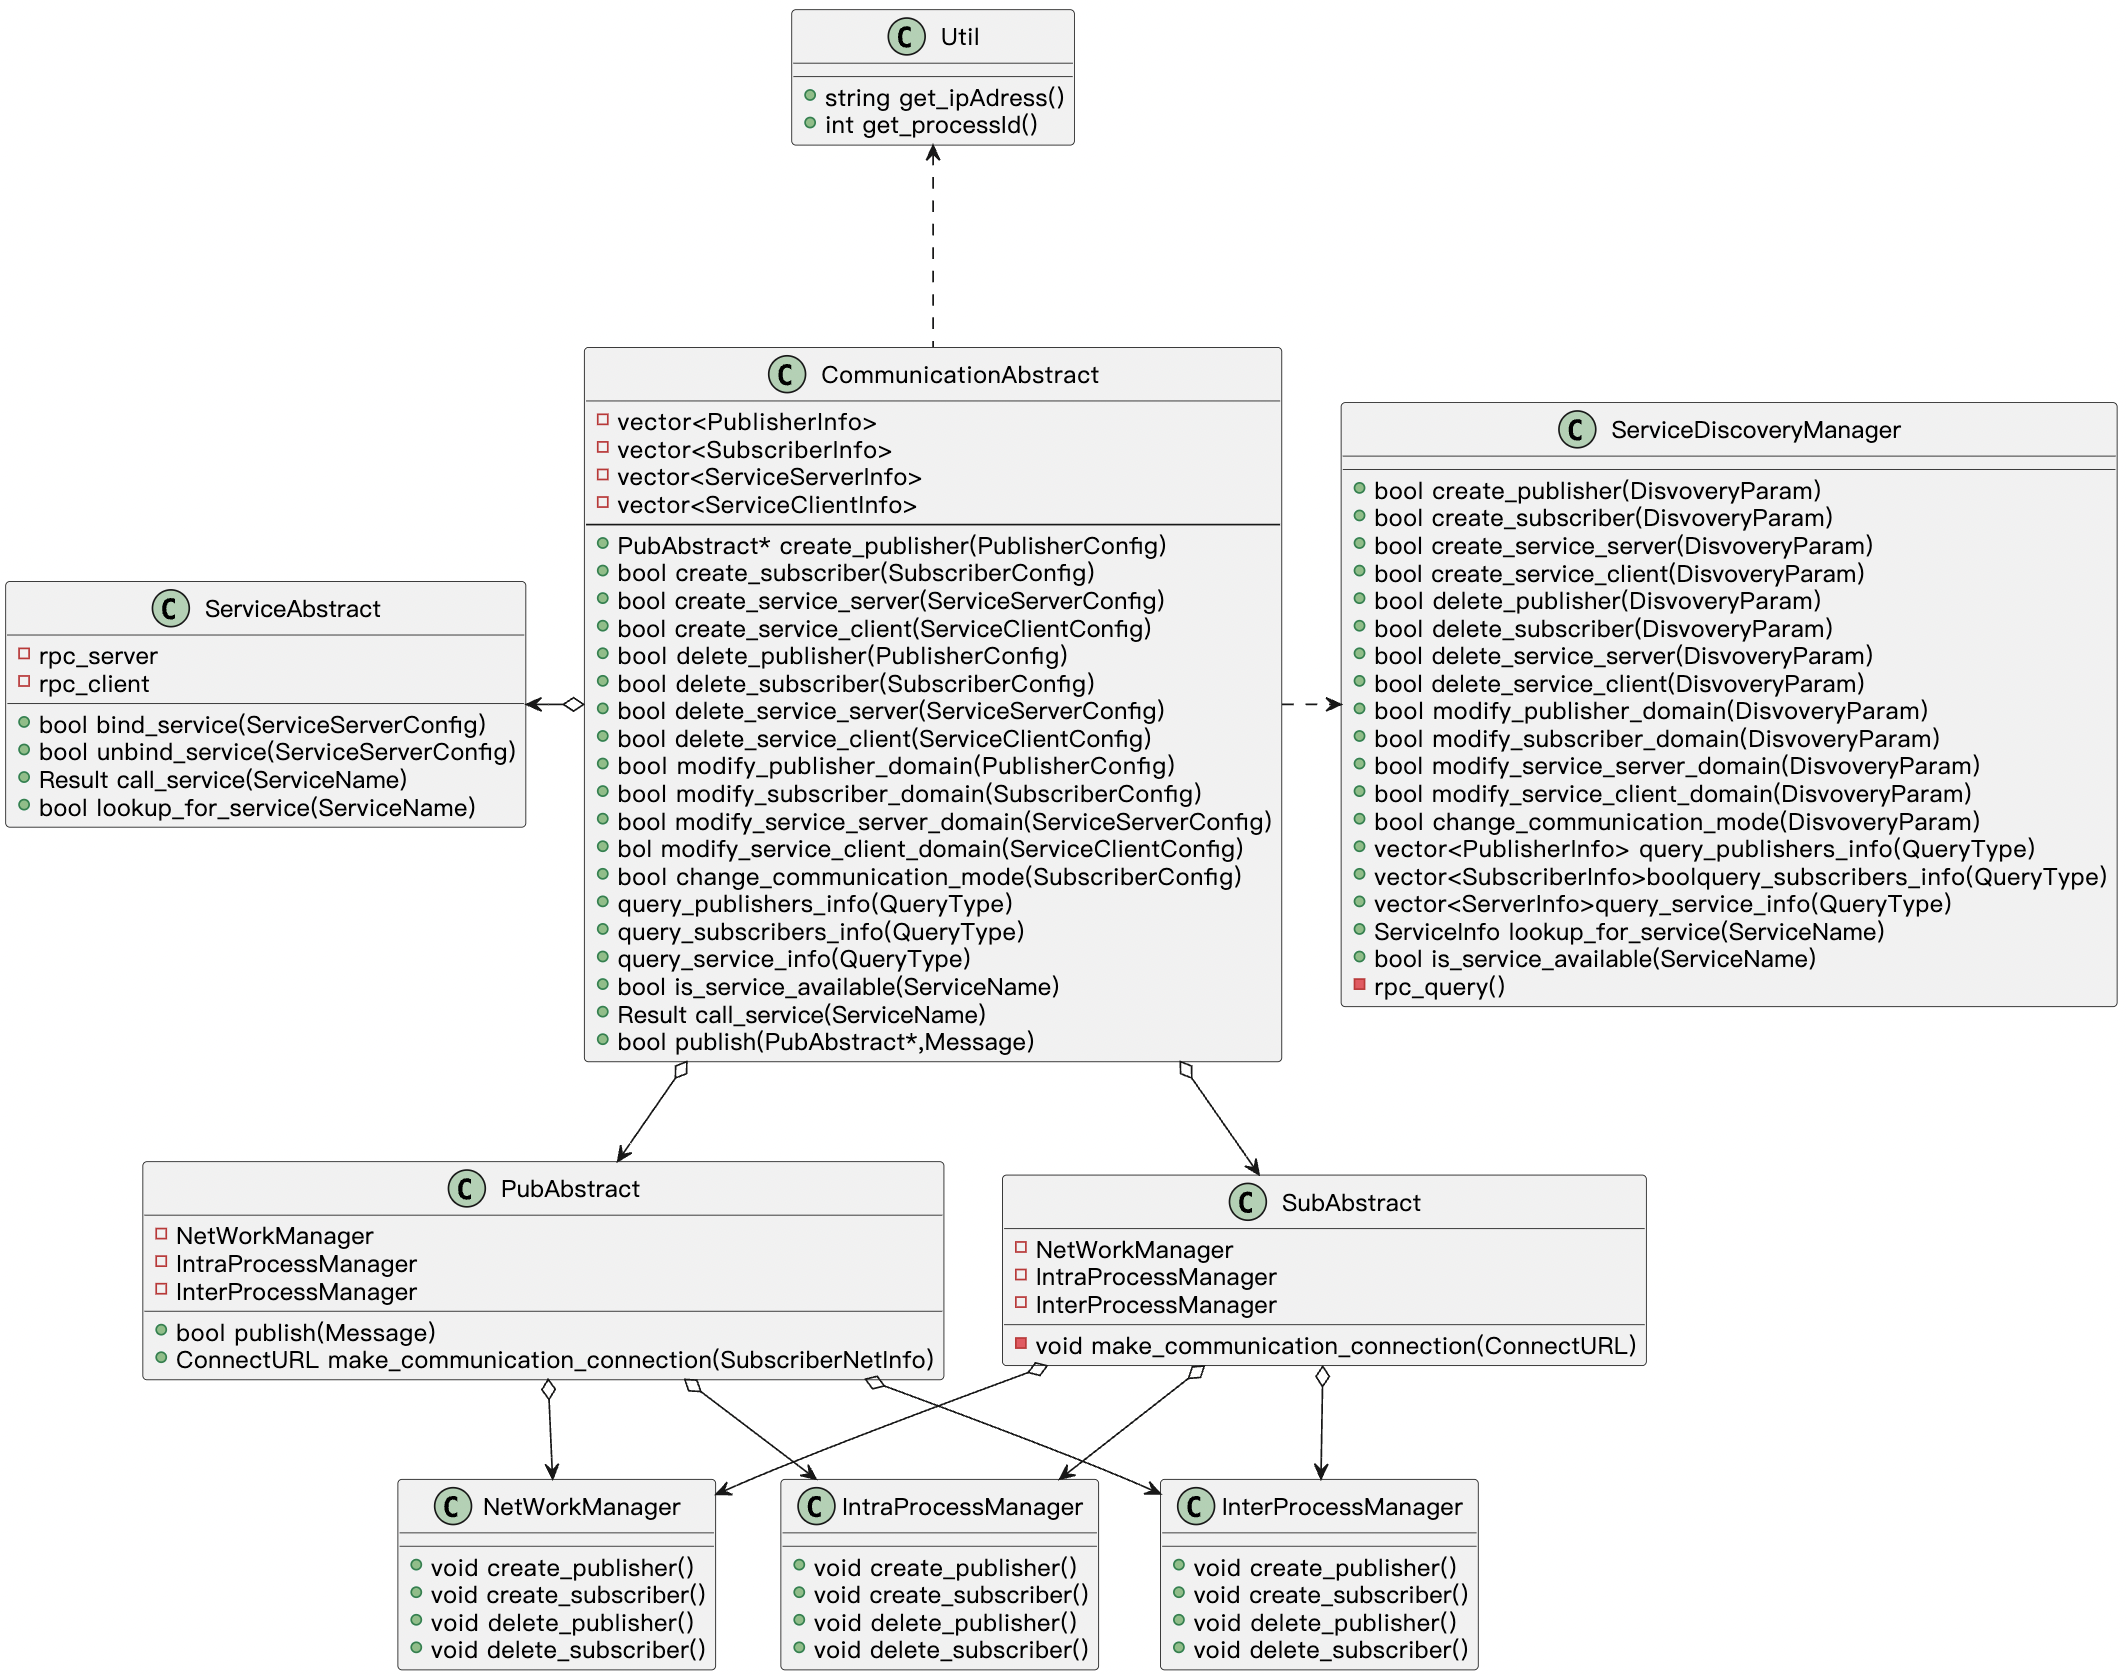 C Util
string get_ipAdress()
int get_processId()
C CommunicationAbstract
vector<PublisherInfo>
vector<SubscriberInfo>
vector<ServiceServerInfo>
vector<ServiceClientInfo>
PubAbstract* create_publisher(PublisherConfig)
bool create_subscriber(SubscriberConfig)
bool create_service_server(ServiceServerConfig)
bool create_service_client(ServiceClientConfig)
bool delete_publisher(PublisherConfig)
bool delete_subscriber(SubscriberConfig)
bool delete_service_server(ServiceServerConfig)
bool delete_service_client(ServiceClientConfig)
bool modify_publisher_domain(PublisherConfig)
bool modify_subscriber_domain(SubscriberConfig)
bool modify_service_server_domain(ServiceServerConfig)
bol modify_service_client_domain(ServiceClientConfig)
bool change_communication_mode(SubscriberConfig)
query_publishers_info(QueryType)
query_subscribers_info(QueryType)
query_service_info(QueryType)
bool is_service_available(ServiceName)
Result call_service(ServiceName)
bool publish(PubAbstract*,Message)
C ServiceDiscoveryManager
bool create_publisher(DisvoveryParam)
bool create_subscriber(DisvoveryParam)
bool create_service_server(DisvoveryParam)
bool create_service_client(DisvoveryParam)
bool delete_publisher(DisvoveryParam)
bool delete_subscriber(DisvoveryParam)
bool delete_service_server(DisvoveryParam)
bool delete_service_client(DisvoveryParam)
bool modify_publisher_domain(DisvoveryParam)
bool modify_subscriber_domain(DisvoveryParam)
bool modify_service_server_domain(DisvoveryParam)
bool modify_service_client_domain(DisvoveryParam)
bool change_communication_mode(DisvoveryParam)
vector<PublisherInfo> query_publishers_info(QueryType)
vector<SubscriberInfo>boolquery_subscribers_info(QueryType)
vector<ServerInfo>query_service_info(QueryType)
ServiceInfo lookup_for_service(ServiceName)
bool is_service_available(ServiceName)
rpc_query()
C ServiceAbstract
rpc_server
rpc_client
bool bind_service(ServiceServerConfig)
bool unbind_service(ServiceServerConfig)
Result call_service(ServiceName)
bool lookup_for_service(ServiceName)
C PubAbstract
NetWorkManager
IntraProcessManager
InterProcessManager
bool publish(Message)
ConnectURL make_communication_connection(SubscriberNetInfo)
C SubAbstract
NetWorkManager
IntraProcessManager
InterProcessManager
void make_communication_connection(ConnectURL)
C NetWorkManager
void create_publisher()
void create_subscriber()
void delete_publisher()
void delete_subscriber()
C IntraProcessManager
void create_publisher()
void create_subscriber()
void delete_publisher()
void delete_subscriber()
C InterProcessManager
void create_publisher()
void create_subscriber()
void delete_publisher()
void delete_subscriber()